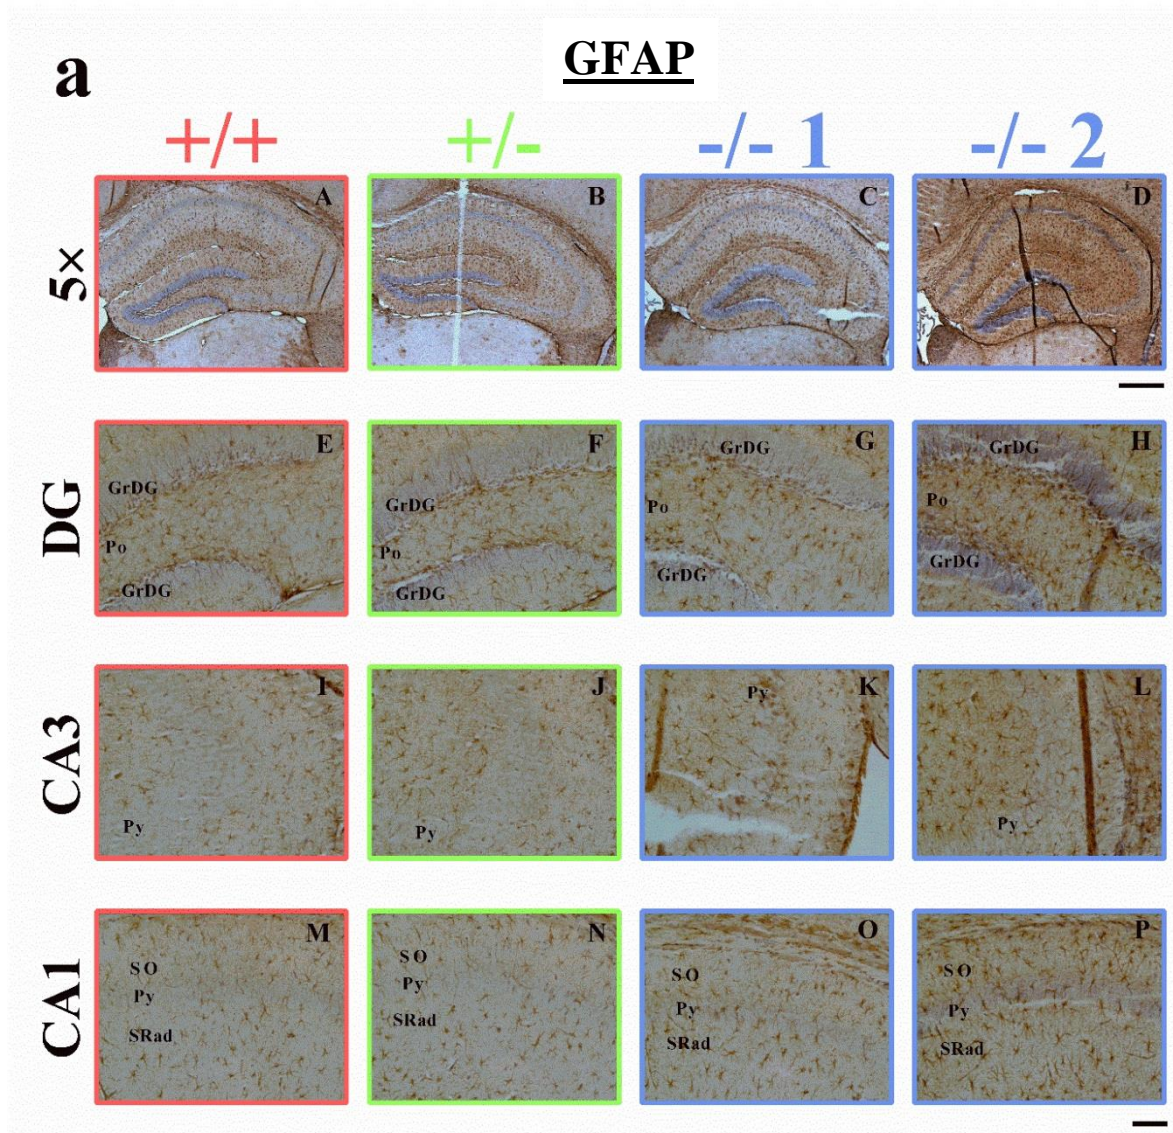 GFAP
a
+/+ +/- -/- 1 -/- 2
5×
A B C D
DG
E F G H
GrDG GrDG GrDG GrDG
Po Po Po Po
GrDG GrDG GrDG GrDG
CA3
I J K L
Py Py Py Py
CA1
M N O P
SO SO SO SO
Py Py Py Py
SRad SRad SRad SRad